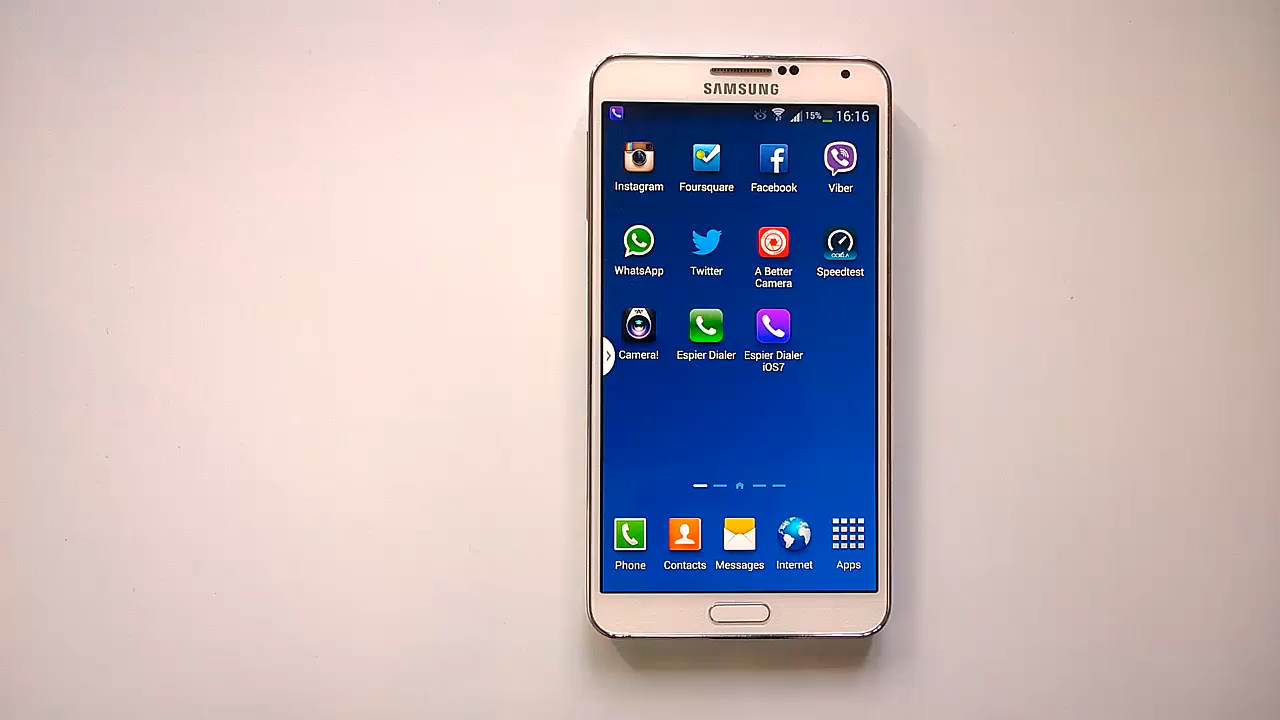 SAMSUNG
15% 16:16
Instagram Foursquare Facebook Viber
WhatsApp Twitter A Better Camera Speedtest
Camera! Espier Dialer Espier Dialer iOS7
Phone Contacts Messages Internet Apps